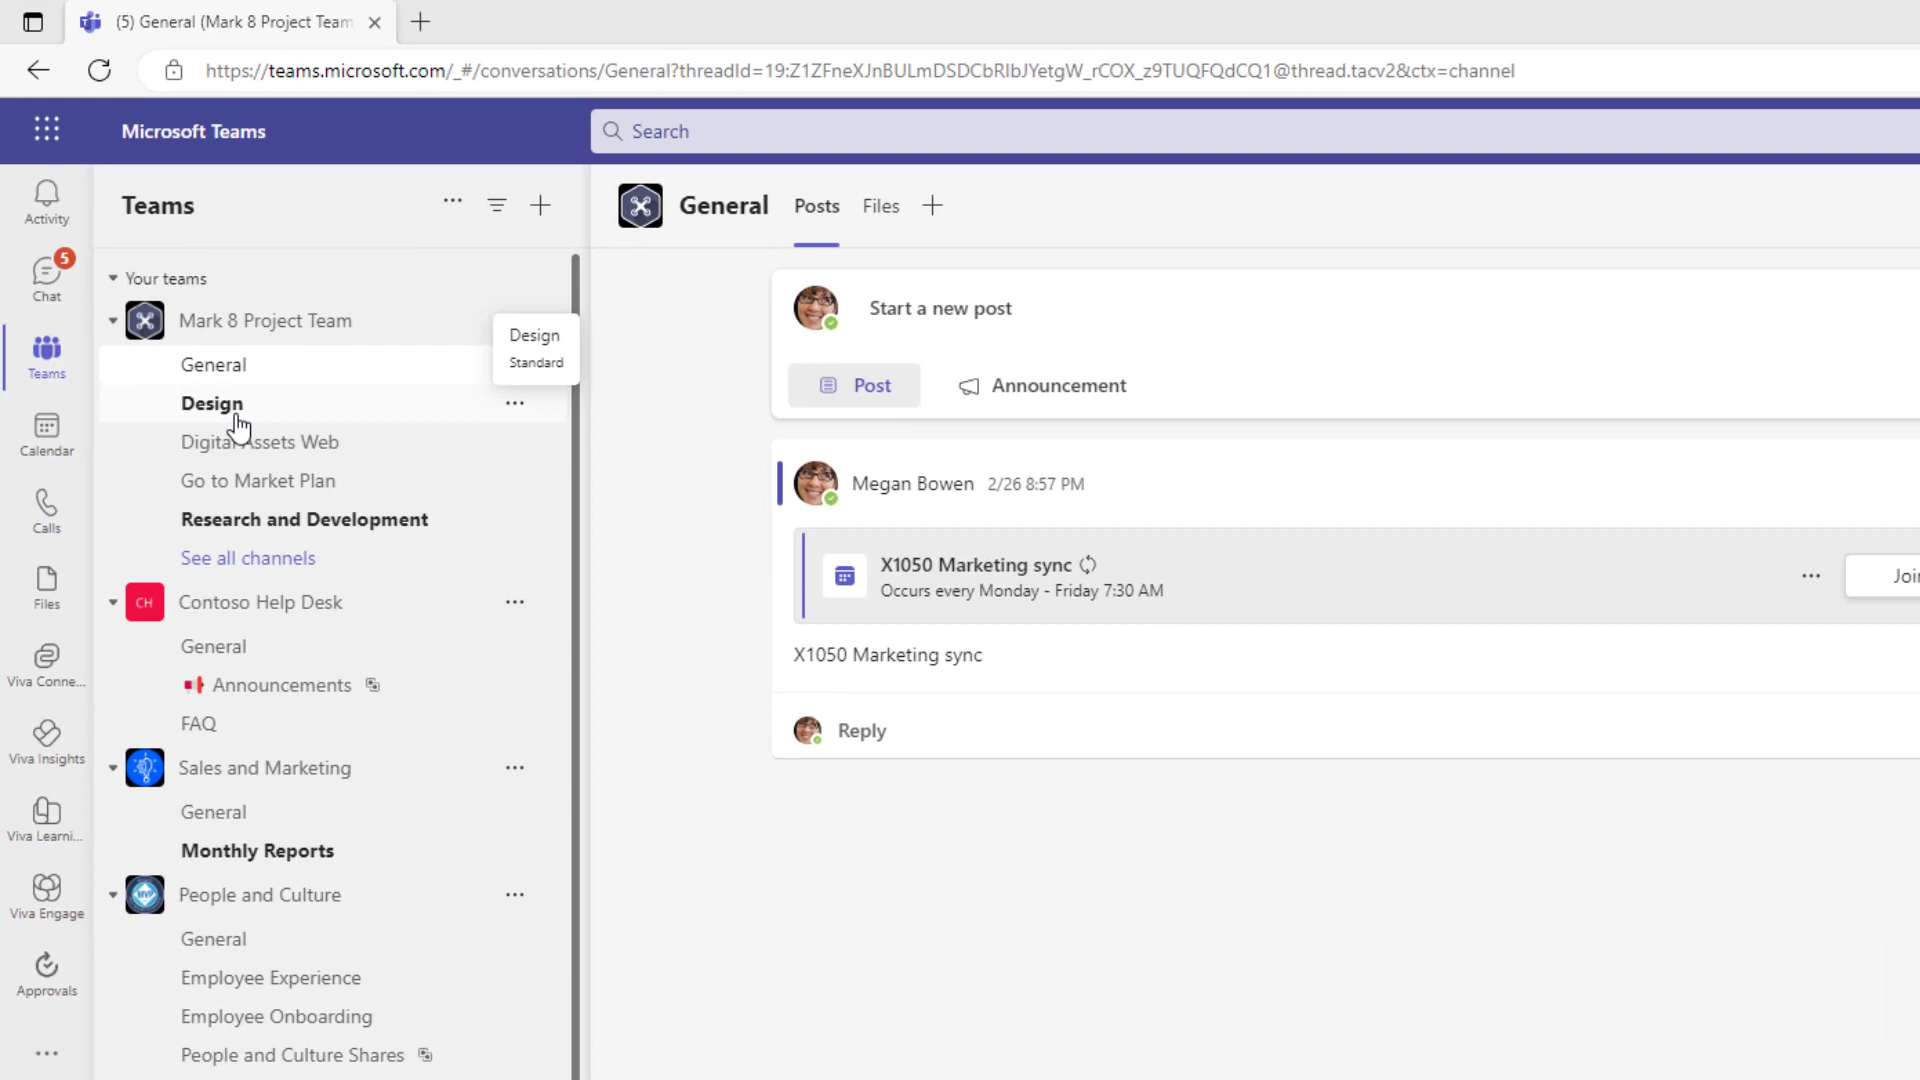 (5) General (Mark 8 Project Team
https://teams.microsoft.com/_#/conversations/General?threadId=19:Z1ZFneXJnBULmDSDCbRIbJYetgW_rCOX_z9TUQFQdCQ1@thread.tacv2&ctx=channel
Microsoft Teams
Search
Activity
5
Chat
Teams
Calendar
Calls
Files
Viva Conne...
Viva Insights
Viva Learni...
Viva Engage
Approvals
Teams
Your teams
Mark 8 Project Team
General
Design
Digital Assets Web
Go to Market Plan
Research and Development
See all channels
CH
Contoso Help Desk
General
Announcements
FAQ
Sales and Marketing
General
Monthly Reports
People and Culture
General
Employee Experience
Employee Onboarding
People and Culture Shares
Design
Standard
General
Posts
Files
Start a new post
Post
Announcement
Megan Bowen 2/26 8:57 PM
X1050 Marketing sync
Occurs every Monday - Friday 7:30 AM
Joi
X1050 Marketing sync
Reply